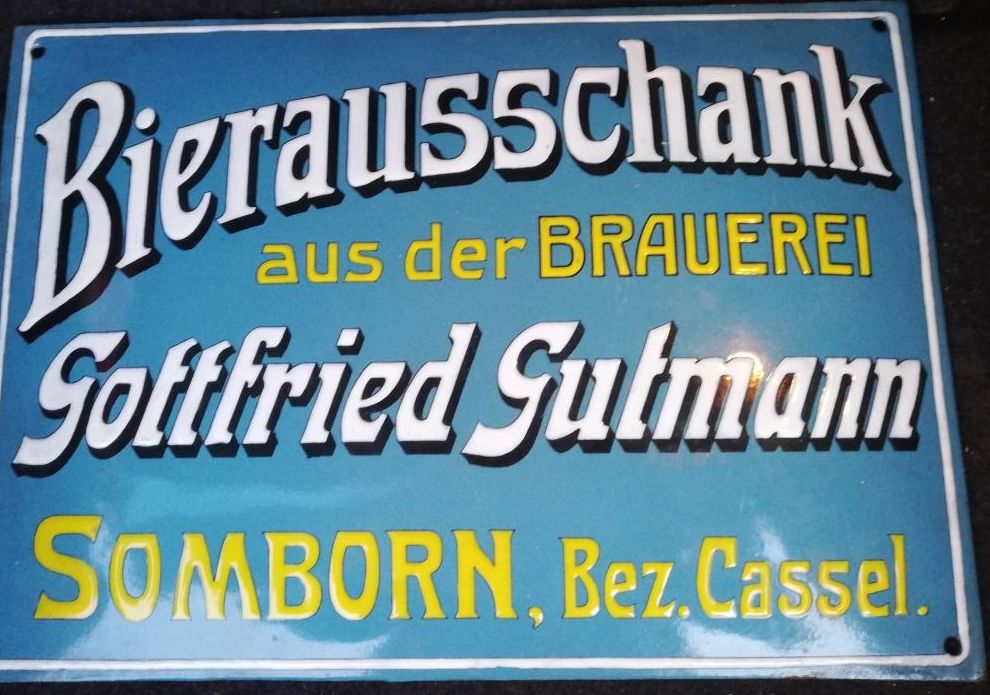 Bierausschank
aus der BRAUEREI
Gottfried Gutmann
SOMBORN, Bez. Cassel.